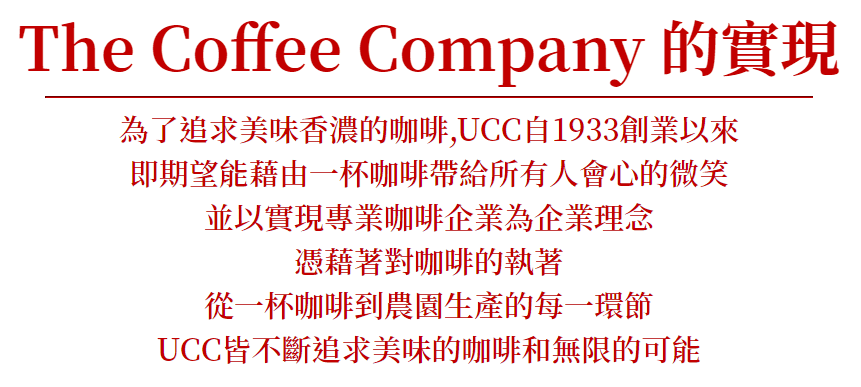 The Coffee Company 的實現
為了追求美味香濃的咖啡,UCC自1933創業以來
即期望能藉由一杯咖啡帶給所有人會心的微笑
並以實現專業咖啡企業為企業理念
憑藉著對咖啡的執著
從一杯咖啡到農園生產的每一環節
UCC皆不斷追求美味的咖啡和無限的可能